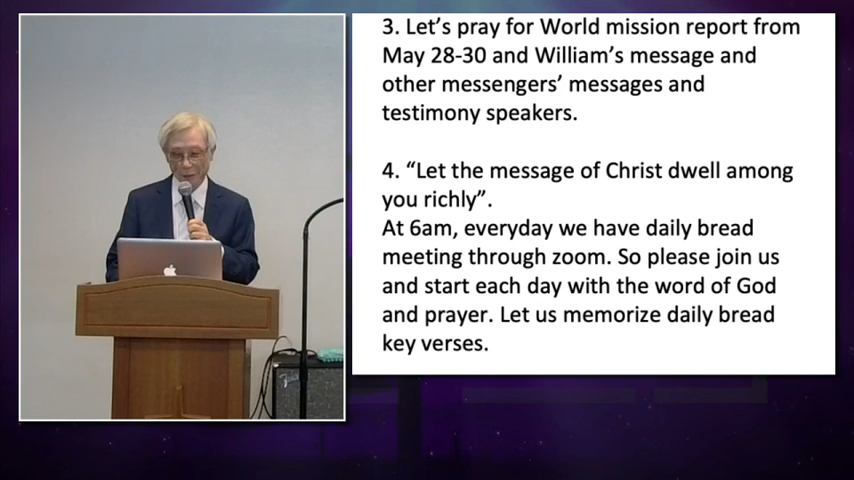 3. Let’s pray for World mission report from
May 28-30 and William’s message and
other messengers’ messages and
testimony speakers.
4. “Let the message of Christ dwell among
you richly”.
At 6am, everyday we have daily bread
meeting through zoom. So please join us
and start each day with the word of God
and prayer. Let us memorize daily bread
key verses.